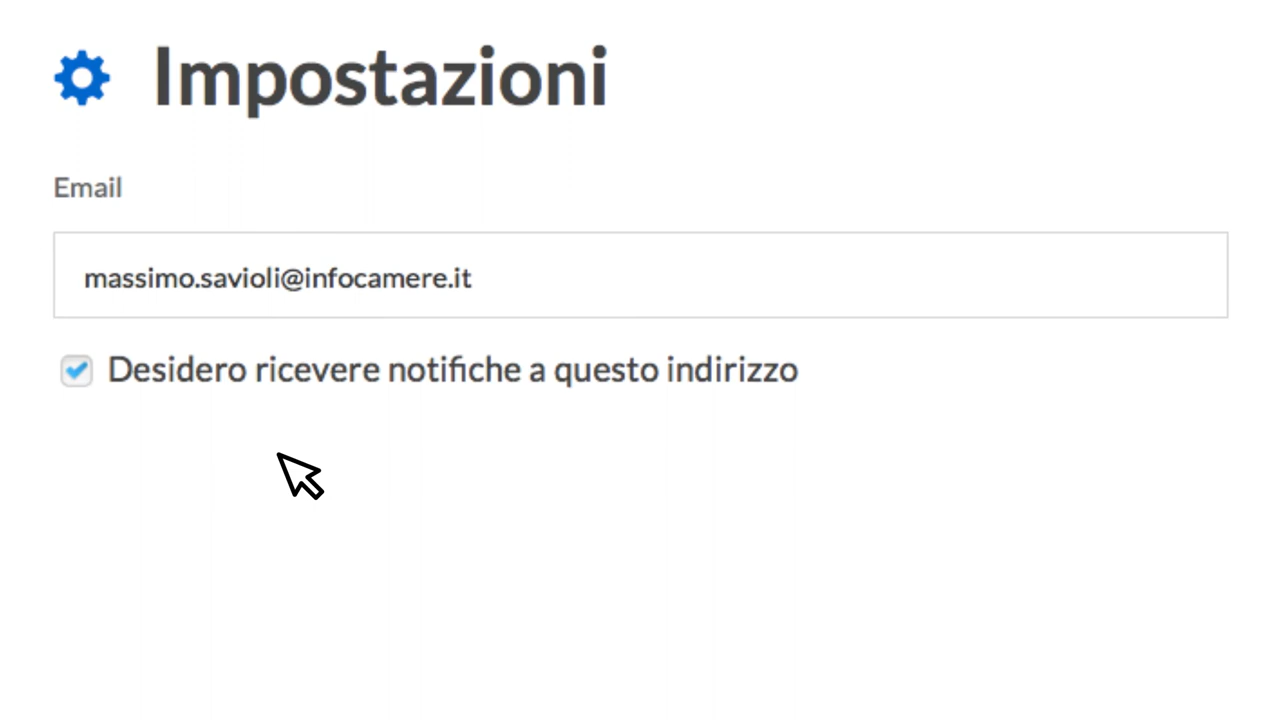 Impostazioni
Email
massimo.savioli@infocamere.it
Desidero ricevere notifiche a questo indirizzo